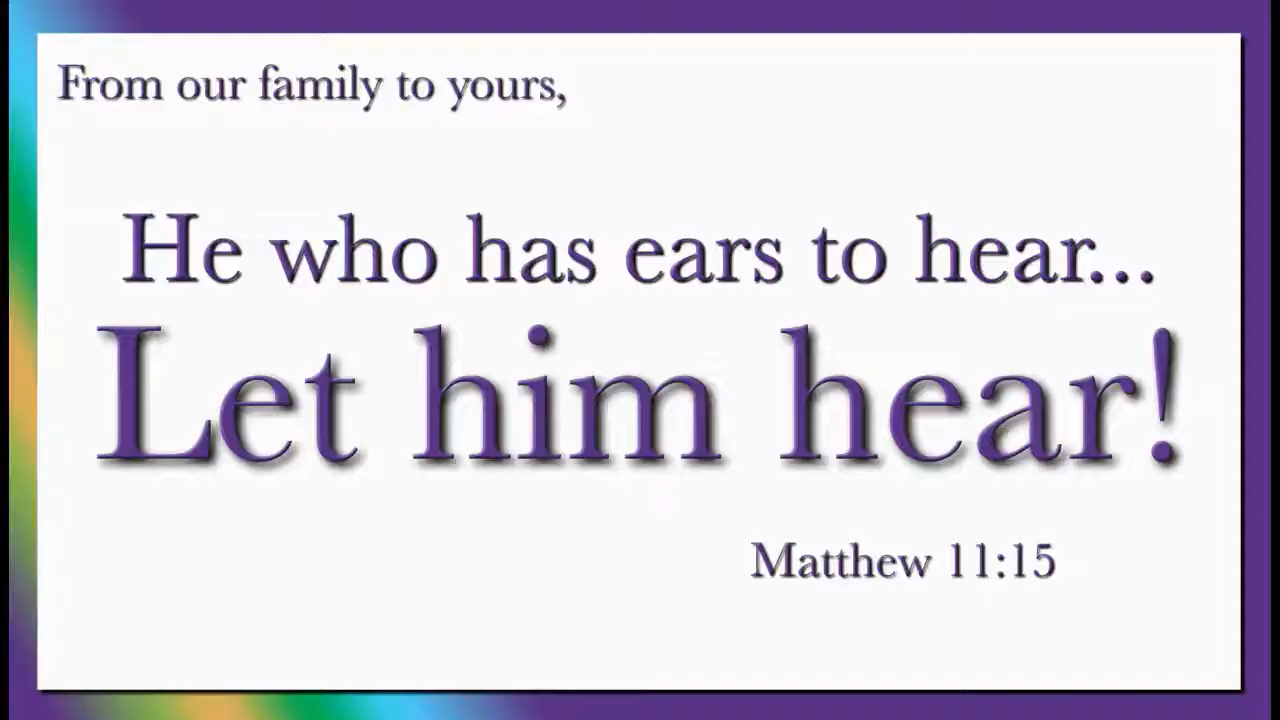 From our family to yours,
He who has ears to hear...
Let him hear!
Matthew 11:15